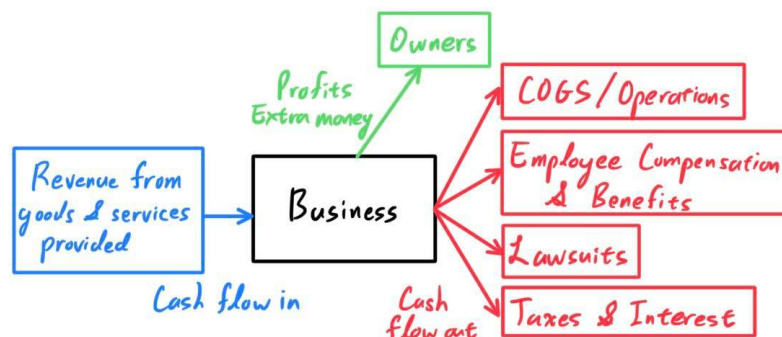 Owners
Profits
Extra money
COGS/Operations
Employee Compensation
& Benefits
Revenue from
goods & services
provided
Business
Lawsuits
Cash flow in
Cash
flow out
Taxes & Interest